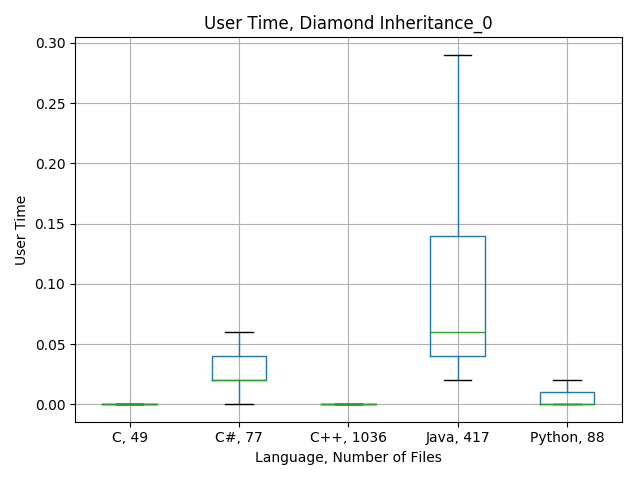 User Time, Diamond Inheritance_0
0.30
0.25
0.20
0.15
0.10
0.05
0.00
User Time
C, 49
C#, 77
C++, 1036
Java, 417
Python, 88
Language, Number of Files